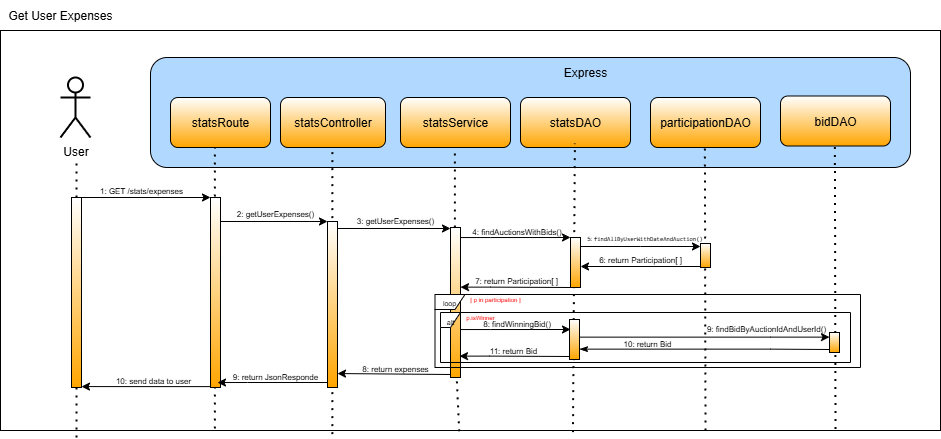 Get User Expenses
Express
statsRoute
statsController
statsService
statsDAO
participationDAO
bidDAO
User
1: GET /stats/expenses
2: getUserExpenses()
3: getUserExpenses()
4: findAuctionsWithBids()
5: findAllByUserWithDateAndAuction()
6: return Participation[ ]
7: return Participation[ ]
loop
[ p in participation ]
alt
p.isWinner
8: findWinningBid()
9: findBidByAuctionIdAndUserId()
10: return Bid
11: return Bid
8: return expenses
9: return JsonResponde
10: send data to user